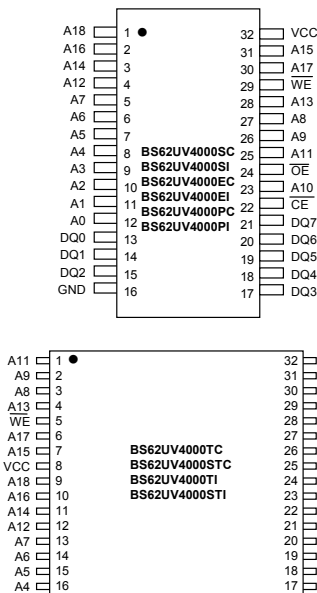 A18 1 32 VCC
A16 2 31 A15
A14 3 30 A17
A12 4 29 WE
A7 5 28 A13
A6 6 27 A8
A5 7 26 A9
A4 8 BS62UV4000SC 25 A11
A3 9 BS62UV4000SI 24 OE
A2 10 BS62UV4000EC 23 A10
A1 11 BS62UV4000EI 22 CE
A0 12 BS62UV4000PC 21 DQ7
DQ0 13 BS62UV4000PI 20 DQ6
DQ1 14 19 DQ5
DQ2 15 18 DQ4
GND 16 17 DQ3
A11 1 32
A9 2 31
A8 3 30
A13 4 29
WE 5 28
A17 6 27
A15 7 BS62UV4000TC 26
VCC 8 BS62UV4000STC 25
A18 9 BS62UV4000TI 24
A16 10 BS62UV4000STI 23
A14 11 22
A12 12 21
A7 13 20
A6 14 19
A5 15 18
A4 16 17